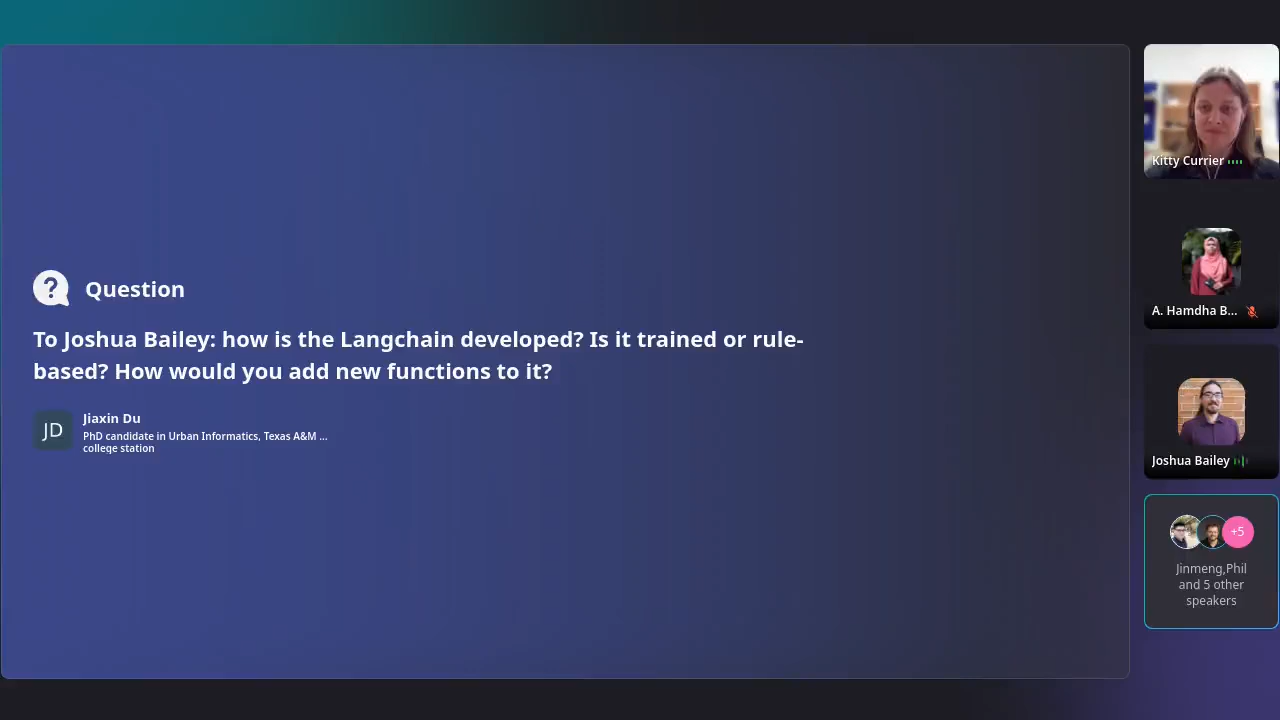 Question
To Joshua Bailey: how is the Langchain developed? Is it trained or rule-
based? How would you add new functions to it?
JD
Jiaxin Du
PhD candidate in Urban Informatics, Texas A&M ...
college station
Kitty Currier
A. Hamdha B...
Joshua Bailey
+5
Jinmeng,Phil
and 5 other
speakers